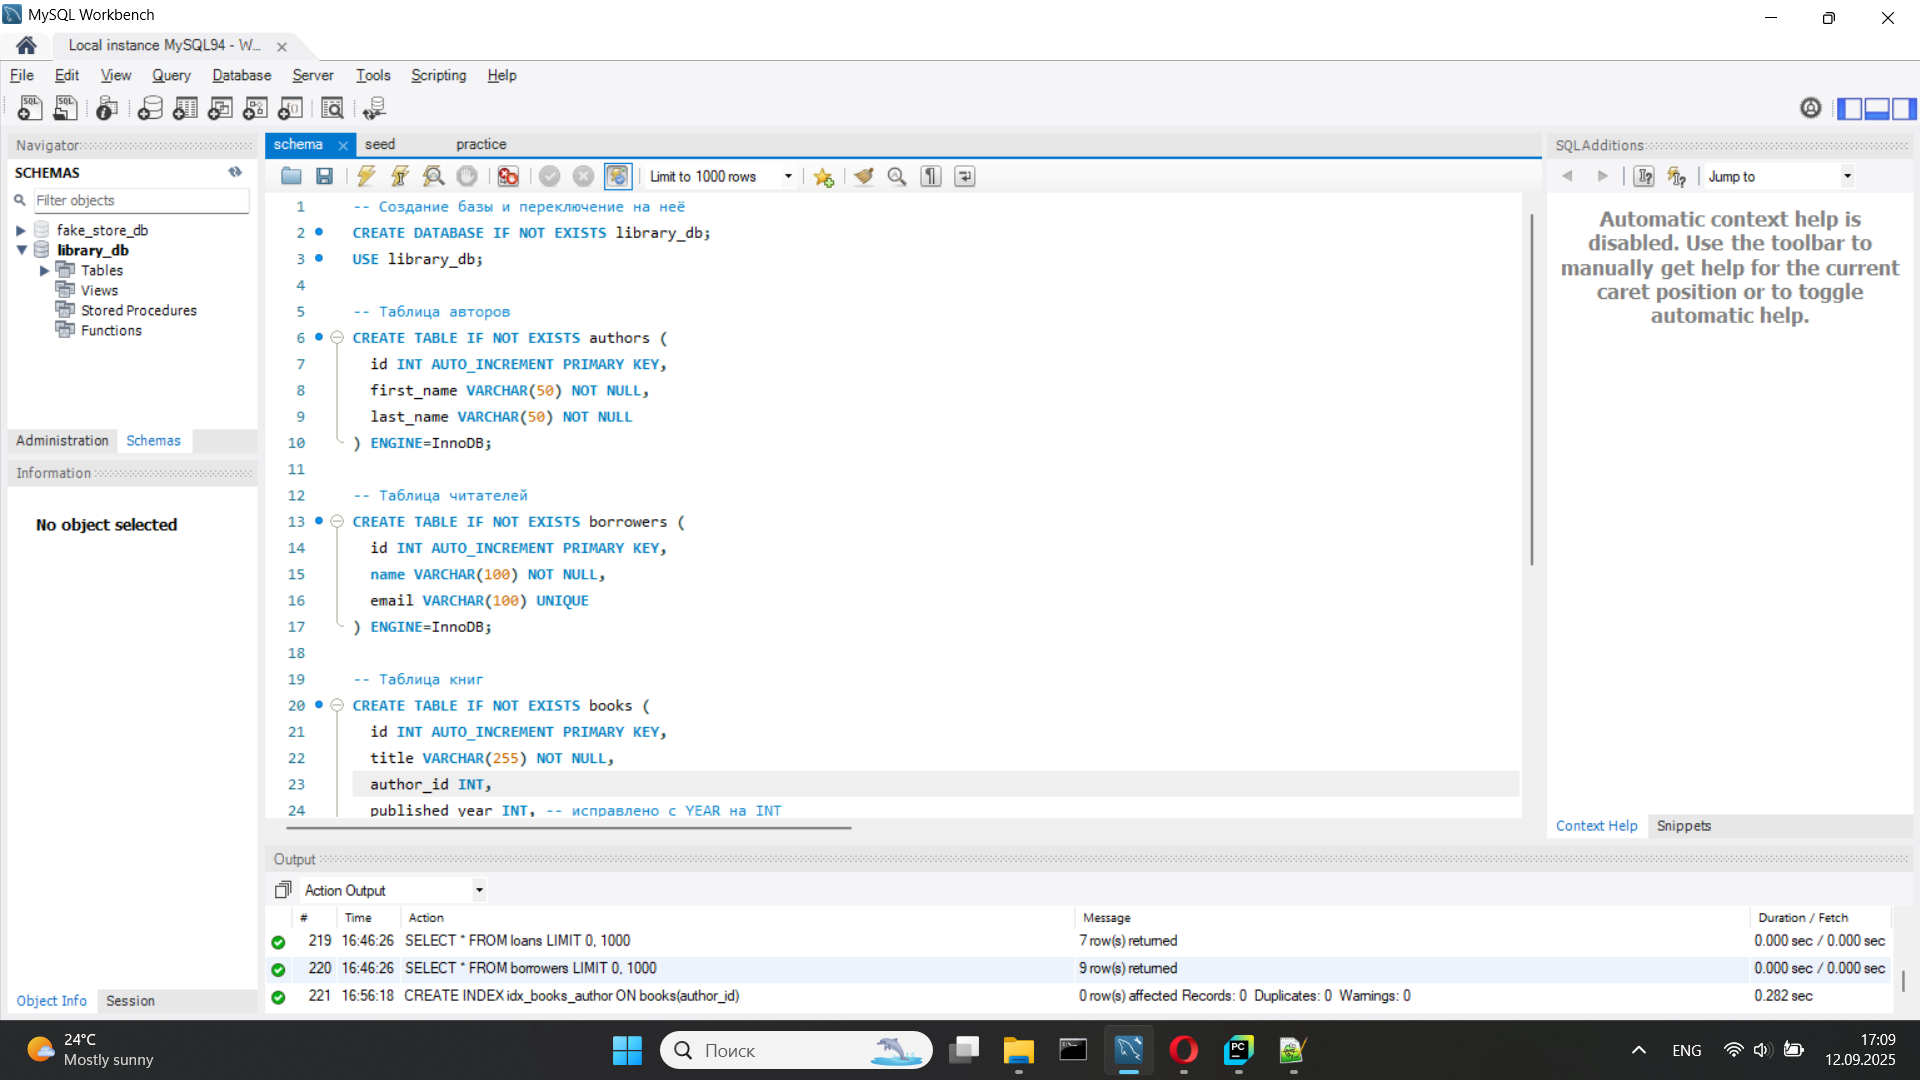 MySQL Workbench
Local instance MySQL94 - W...
File Edit View Query Database Server Tools Scripting Help
Navigator
SCHEMAS
Filter objects
fake_store_db
library_db
Tables
Views
Stored Procedures
Functions
Administration Schemas
Information
No object selected
Object Info Session
schema seed practice
Limit to 1000 rows
1 -- Создание базы и переключение на неё
2 CREATE DATABASE IF NOT EXISTS library_db;
3 USE library_db;
4
5 -- Таблица авторов
6 CREATE TABLE IF NOT EXISTS authors (
7 id INT AUTO_INCREMENT PRIMARY KEY,
8 first_name VARCHAR(50) NOT NULL,
9 last_name VARCHAR(50) NOT NULL
10 ) ENGINE=InnoDB;
11
12 -- Таблица читателей
13 CREATE TABLE IF NOT EXISTS borrowers (
14 id INT AUTO_INCREMENT PRIMARY KEY,
15 name VARCHAR(100) NOT NULL,
16 email VARCHAR(100) UNIQUE
17 ) ENGINE=InnoDB;
18
19 -- Таблица книг
20 CREATE TABLE IF NOT EXISTS books (
21 id INT AUTO_INCREMENT PRIMARY KEY,
22 title VARCHAR(255) NOT NULL,
23 author_id INT,
24 published_year INT, -- исправлено с YEAR на INT
SQLAdditions
Jump to
Automatic context help is
disabled. Use the toolbar to
manually get help for the current
caret position or to toggle
automatic help.
Context Help Snippets
Output
Action Output
# Time Action Message Duration / Fetch
219 16:46:26 SELECT * FROM loans LIMIT 0, 1000 7 row(s) returned 0.000 sec / 0.000 sec
220 16:46:26 SELECT * FROM borrowers LIMIT 0, 1000 9 row(s) returned 0.000 sec / 0.000 sec
221 16:56:18 CREATE INDEX idx_books_author ON books(author_id) 0 row(s) affected Records: 0 Duplicates: 0 Warnings: 0 0.282 sec
24°C
Mostly sunny
Поиск
PC
ENG
17:09
12.09.2025